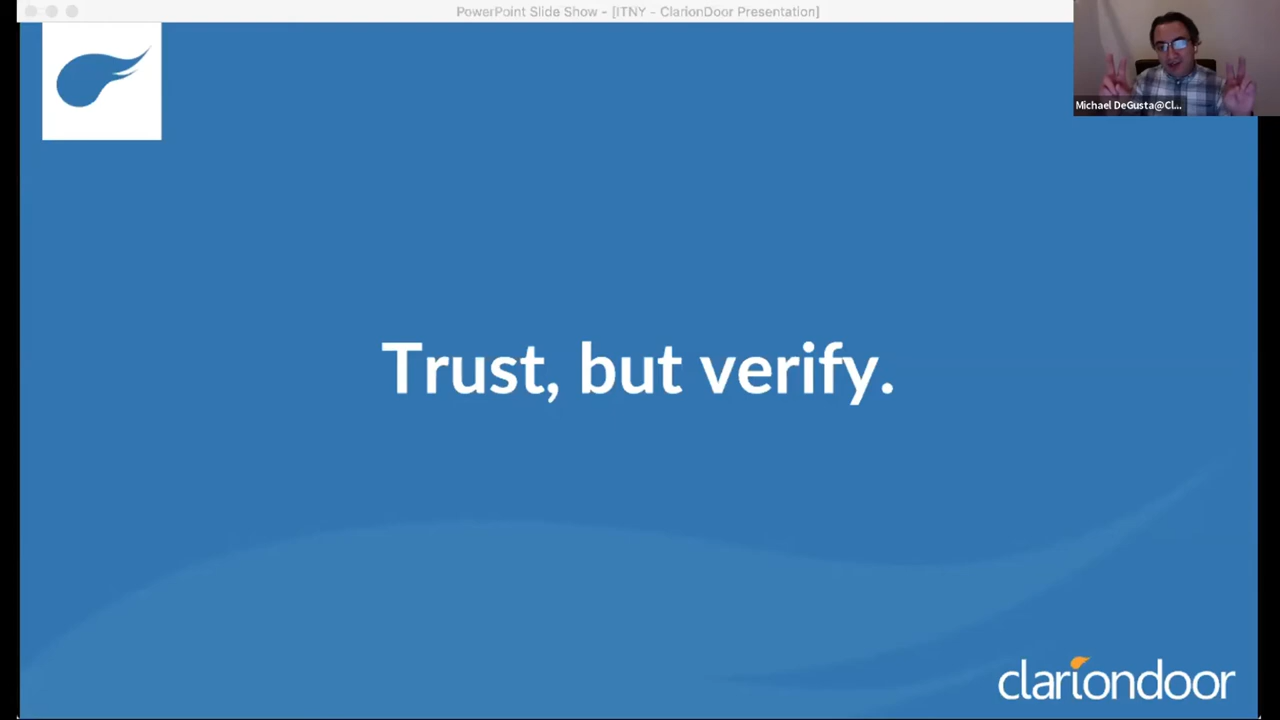 PowerPoint Slide Show - [ITNY - ClarionDoor Presentation]
Michael DeGusta@Cl...
Trust, but verify.
clariondoor